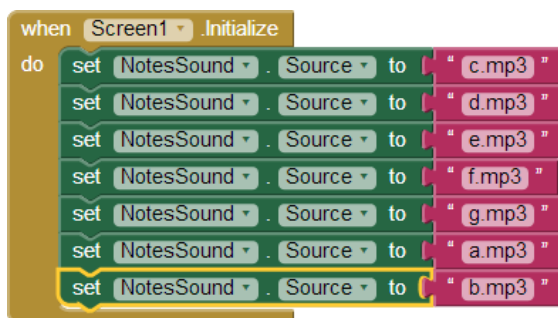 when Screen1 .Initialize
do set NotesSound . Source to " c.mp3 "
set NotesSound . Source to " d.mp3 "
set NotesSound . Source to " e.mp3 "
set NotesSound . Source to " f.mp3 "
set NotesSound . Source to " g.mp3 "
set NotesSound . Source to " a.mp3 "
set NotesSound . Source to " b.mp3 "